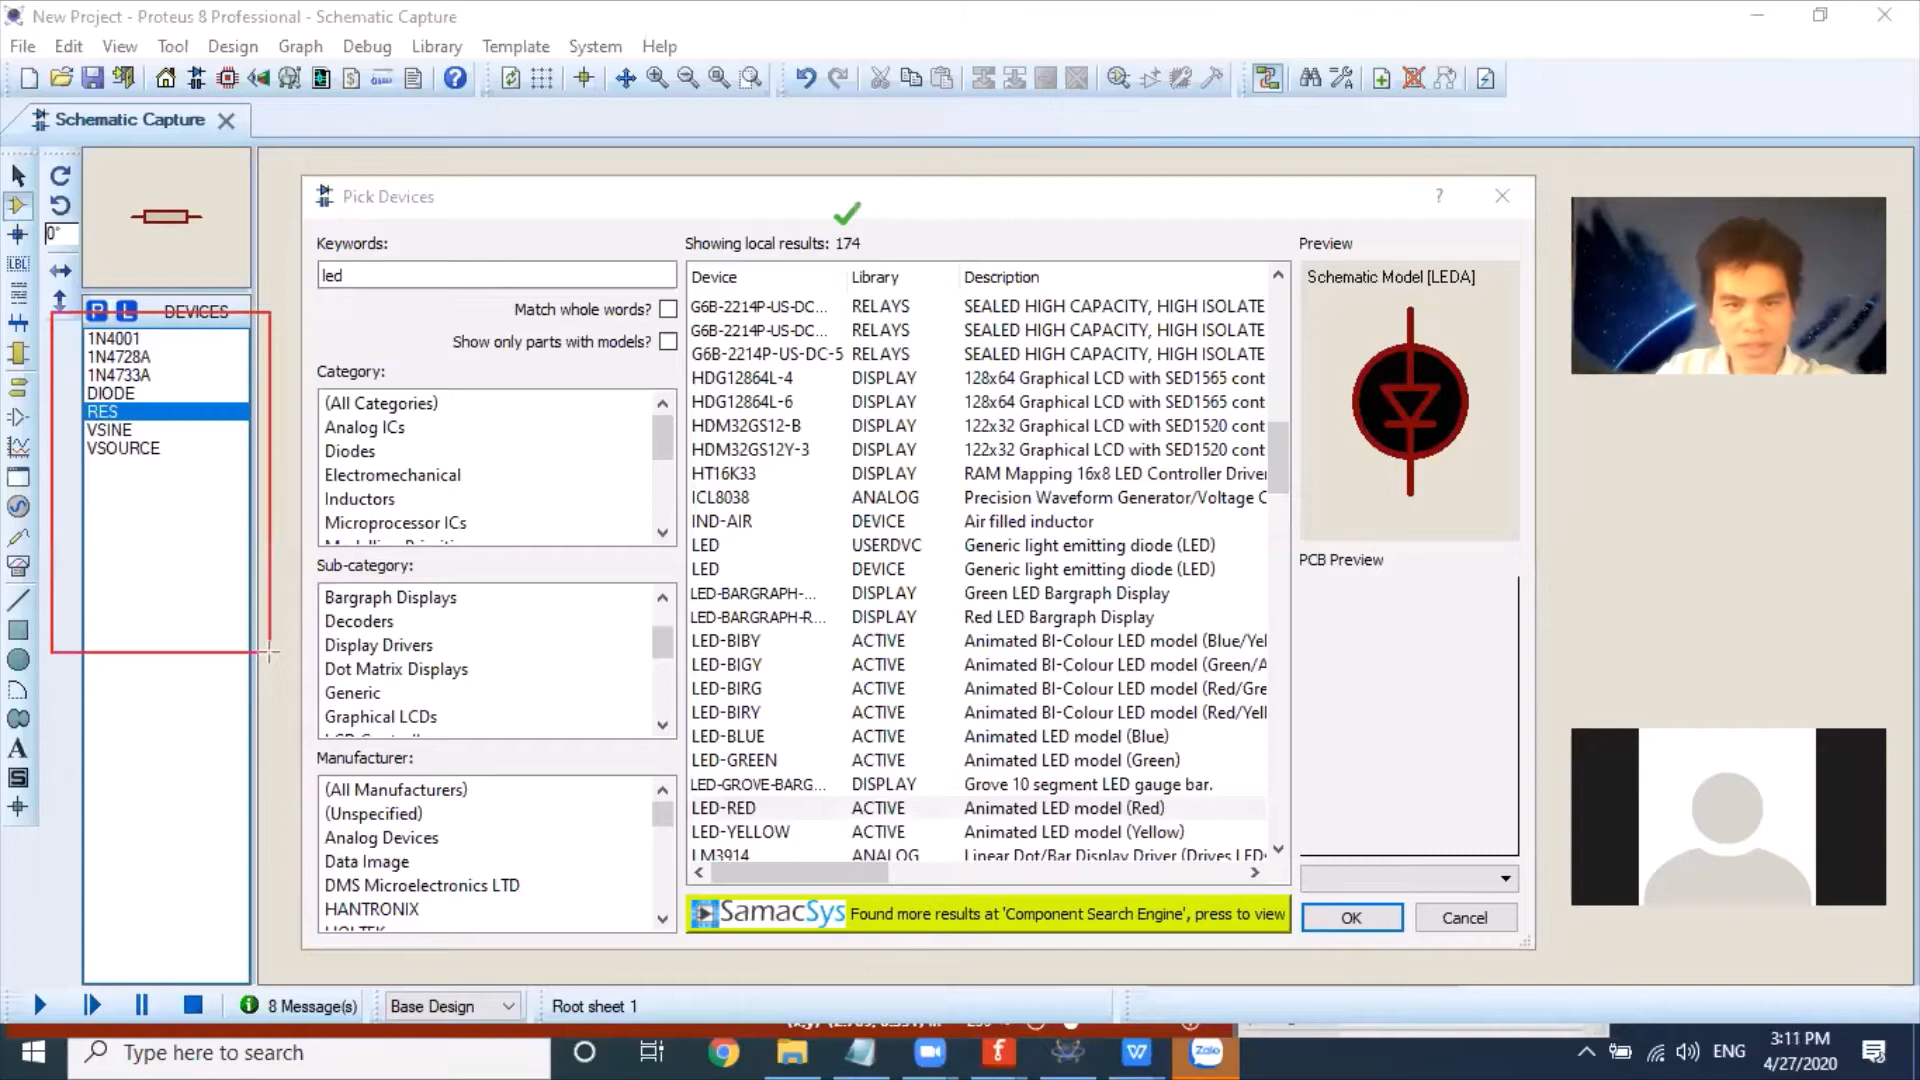 New Project - Proteus 8 Professional - Schematic Capture
File Edit View Tool Design Graph Debug Library Template System Help
Schematic Capture
0°
LBL
P L DEVICES
1N4001
1N4728A
1N4733A
DIODE
RES
VSINE
VSOURCE
A
S
Pick Devices
?
Keywords:
led
Match whole words?
Show only parts with models?
Category:
(All Categories)
Analog ICs
Diodes
Electromechanical
Inductors
Microprocessor ICs
Sub-category:
Bargraph Displays
Decoders
Display Drivers
Dot Matrix Displays
Generic
Graphical LCDs
Manufacturer:
(All Manufacturers)
(Unspecified)
Analog Devices
Data Image
DMS Microelectronics LTD
HANTRONIX
HOLTEK
Showing local results: 174
Device Library Description
G6B-2214P-US-DC... RELAYS SEALED HIGH CAPACITY, HIGH ISOLATE
G6B-2214P-US-DC... RELAYS SEALED HIGH CAPACITY, HIGH ISOLATE
G6B-2214P-US-DC-5 RELAYS SEALED HIGH CAPACITY, HIGH ISOLATE
HDG12864L-4 DISPLAY 128x64 Graphical LCD with SED1565 cont
HDG12864L-6 DISPLAY 128x64 Graphical LCD with SED1565 cont
HDM32GS12-B DISPLAY 122x32 Graphical LCD with SED1520 cont
HDM32GS12Y-3 DISPLAY 122x32 Graphical LCD with SED1520 cont
HT16K33 DISPLAY RAM Mapping 16x8 LED Controller Driver
ICL8038 ANALOG Precision Waveform Generator/Voltage C
IND-AIR DEVICE Air filled inductor
LED USERDVC Generic light emitting diode (LED)
LED DEVICE Generic light emitting diode (LED)
LED-BARGRAPH-... DISPLAY Green LED Bargraph Display
LED-BARGRAPH-R... DISPLAY Red LED Bargraph Display
LED-BIBY ACTIVE Animated BI-Colour LED model (Blue/Yel
LED-BIGY ACTIVE Animated BI-Colour LED model (Green/A
LED-BIRG ACTIVE Animated BI-Colour LED model (Red/Gre
LED-BIRY ACTIVE Animated BI-Colour LED model (Red/Yell
LED-BLUE ACTIVE Animated LED model (Blue)
LED-GREEN ACTIVE Animated LED model (Green)
LED-GROVE-BARG... DISPLAY Grove 10 segment LED gauge bar.
LED-RED ACTIVE Animated LED model (Red)
LED-YELLOW ACTIVE Animated LED model (Yellow)
LM3914 ANALOG Linear Dot/Bar Display Driver (Drives LEDs
SamacSys Found more results at 'Component Search Engine', press to view
Preview
Schematic Model [LEDA]
PCB Preview
OK Cancel
8 Message(s) Base Design Root sheet 1
Type here to search
Zalo
ENG
3:11 PM
4/27/2020